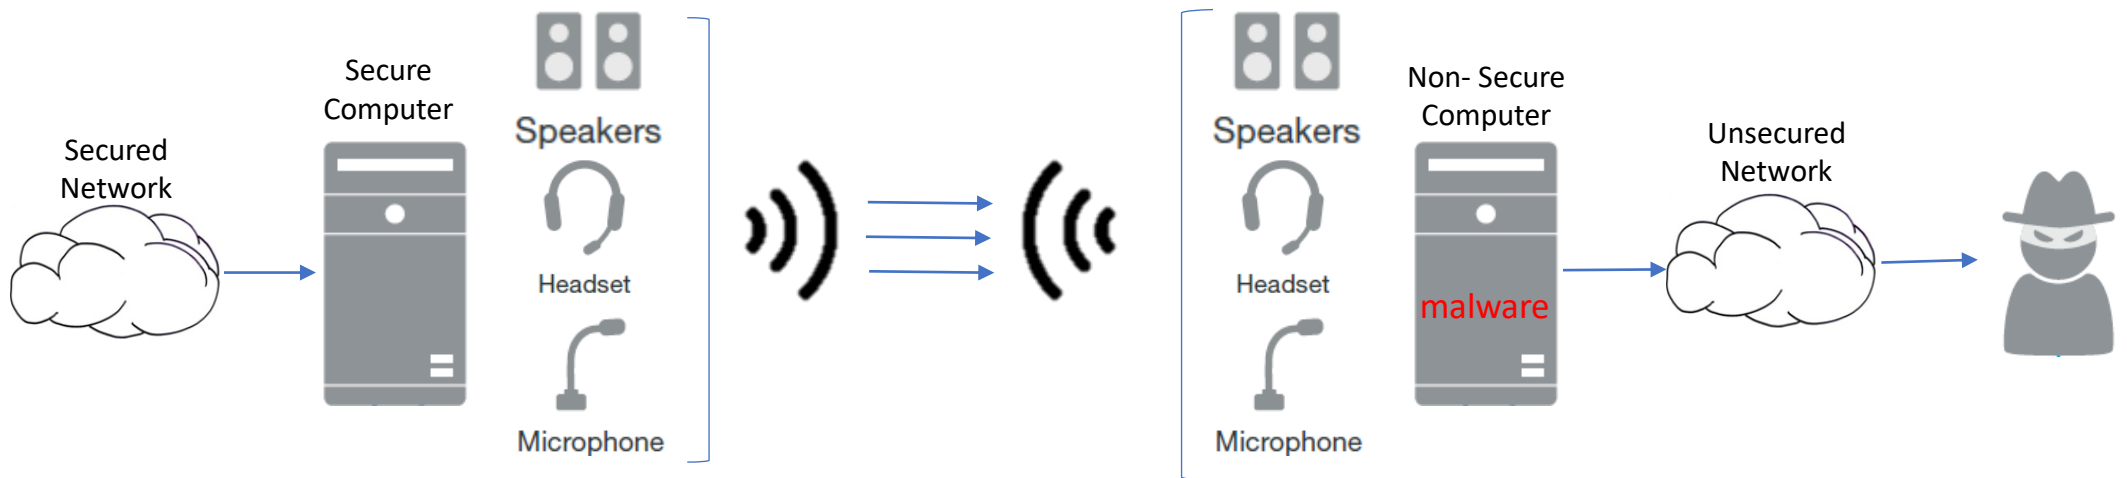 Secured
Network
Secure
Computer
Speakers
Headset
Microphone
Speakers
Headset
Microphone
Non- Secure
Computer
malware
Unsecured
Network